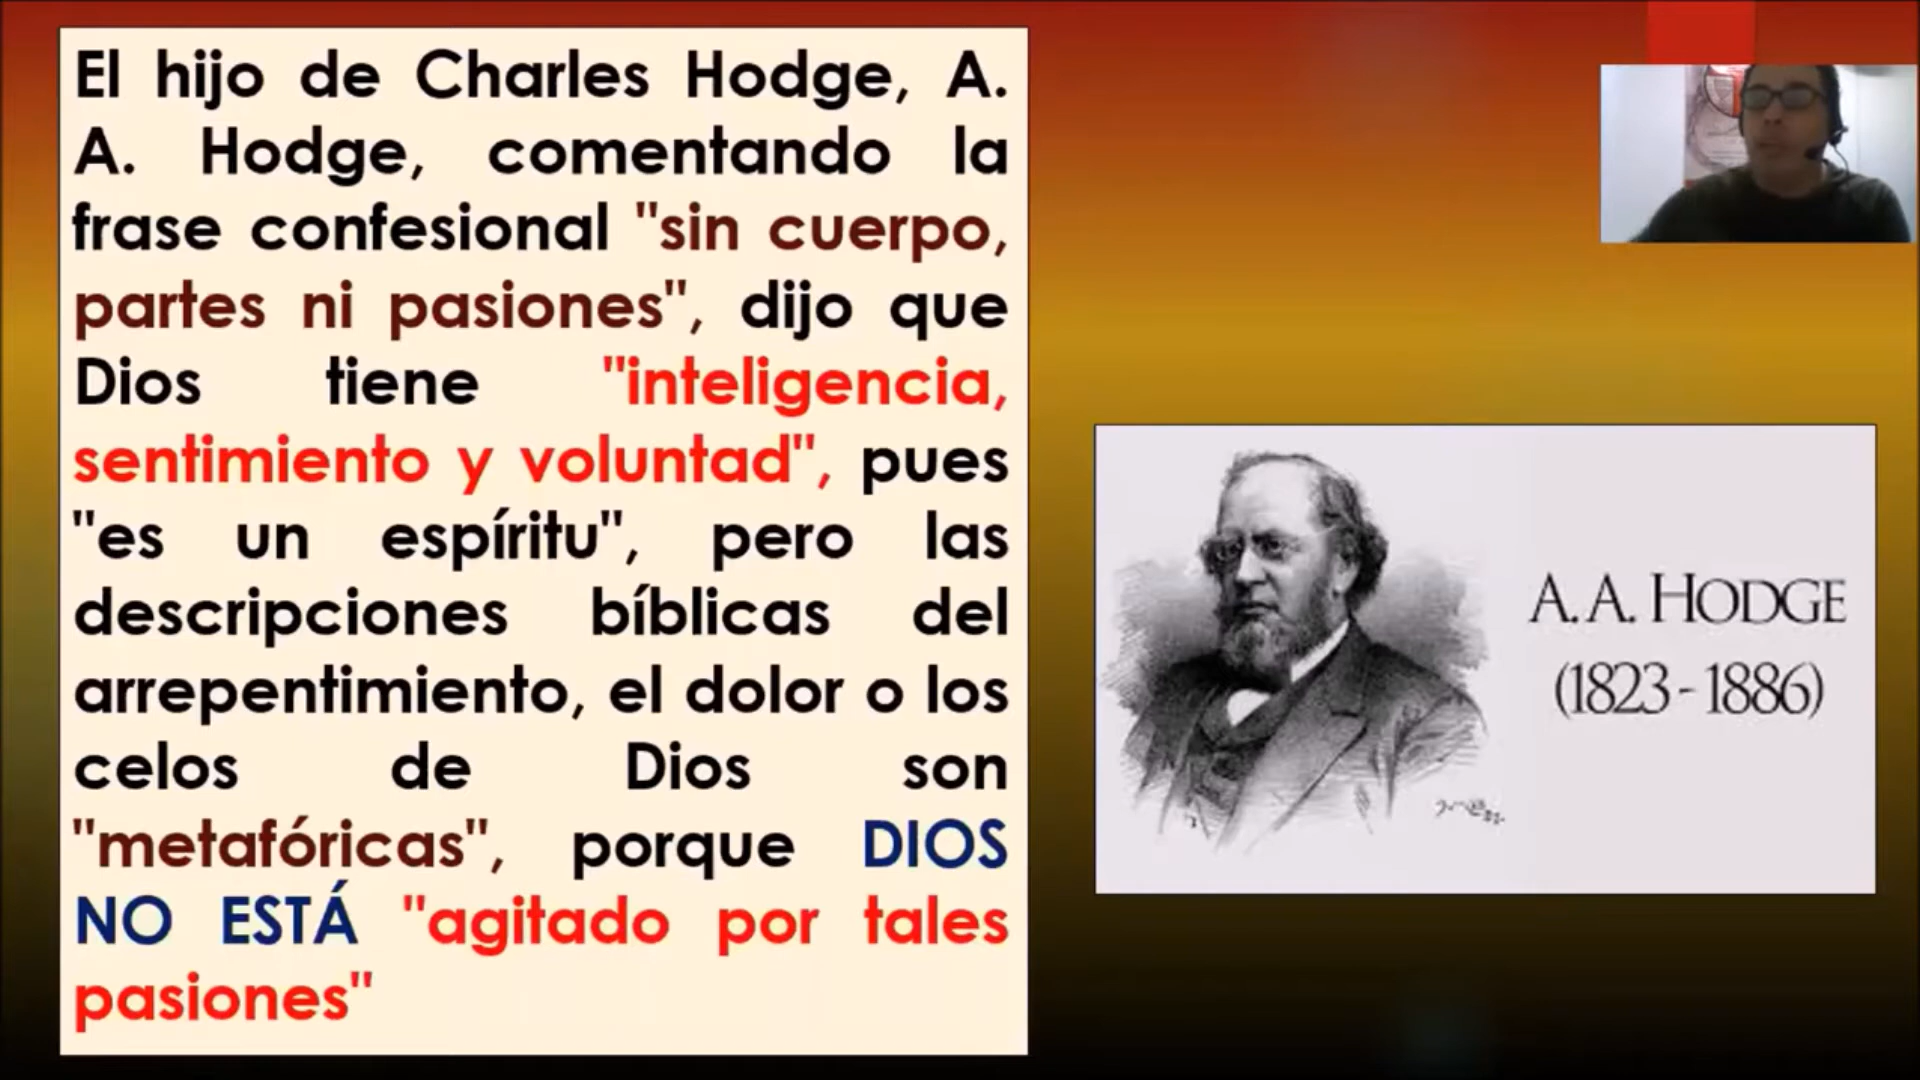 El hijo de Charles Hodge, A.
A. Hodge, comentando la
frase confesional "sin cuerpo,
partes ni pasiones", dijo que
Dios tiene "inteligencia,
sentimiento y voluntad", pues
"es un espíritu", pero las
descripciones bíblicas del
arrepentimiento, el dolor o los
celos de Dios son
"metafóricas", porque DIOS
NO ESTÁ "agitado por tales
pasiones"
A. A. HODGE
(1823-1886)